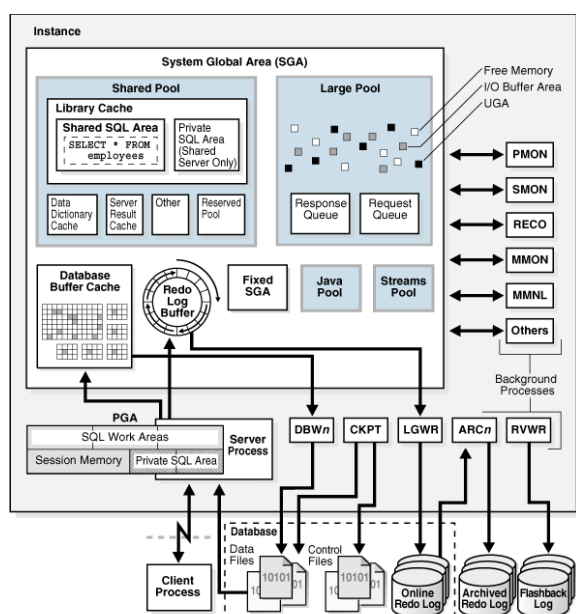 Instance
System Global Area (SGA)
Shared Pool
Library Cache
Shared SQL Area
SELECT * FROM
employees
Private
SQL Area
(Shared
Server Only)
Data
Dictionary
Cache
Server
Result
Cache
Other
Reserved
Pool
Large Pool
Response
Queue
Request
Queue
Free Memory
I/O Buffer Area
UGA
Database
Buffer Cache
Redo
Log
Buffer
Fixed
SGA
Java
Pool
Streams
Pool
PMON
SMON
RECO
MMON
MMNL
Others
Background
Processes
PGA
SQL Work Areas
Session Memory
Private SQL Area
Server
Process
DBWn
CKPT
LGWR
ARCn
RVWR
Client
Process
Database
Data
Files
10101
10101
Control
Files
10101
10101
Online
Redo Log
Archived
Redo Log
Flashback
Log